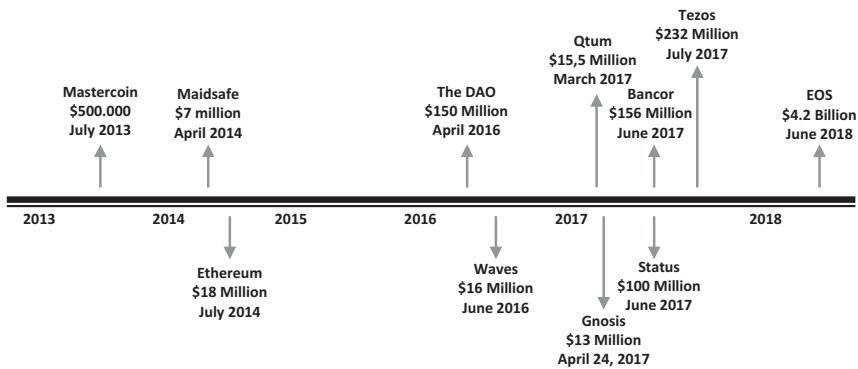 Tezos
$232 Million
July 2017
Qtum
$15,5 Million
March 2017
Mastercoin
$500.000
July 2013
Maidsafe
$7 million
April 2014
The DAO
$150 Million
April 2016
Bancor
$156 Million
June 2017
EOS
$4.2 Billion
June 2018
2013
2014
2015
2016
2017
2018
Ethereum
$18 Million
July 2014
Waves
$16 Million
June 2016
Status
$100 Million
June 2017
Gnosis
$13 Million
April 24, 2017